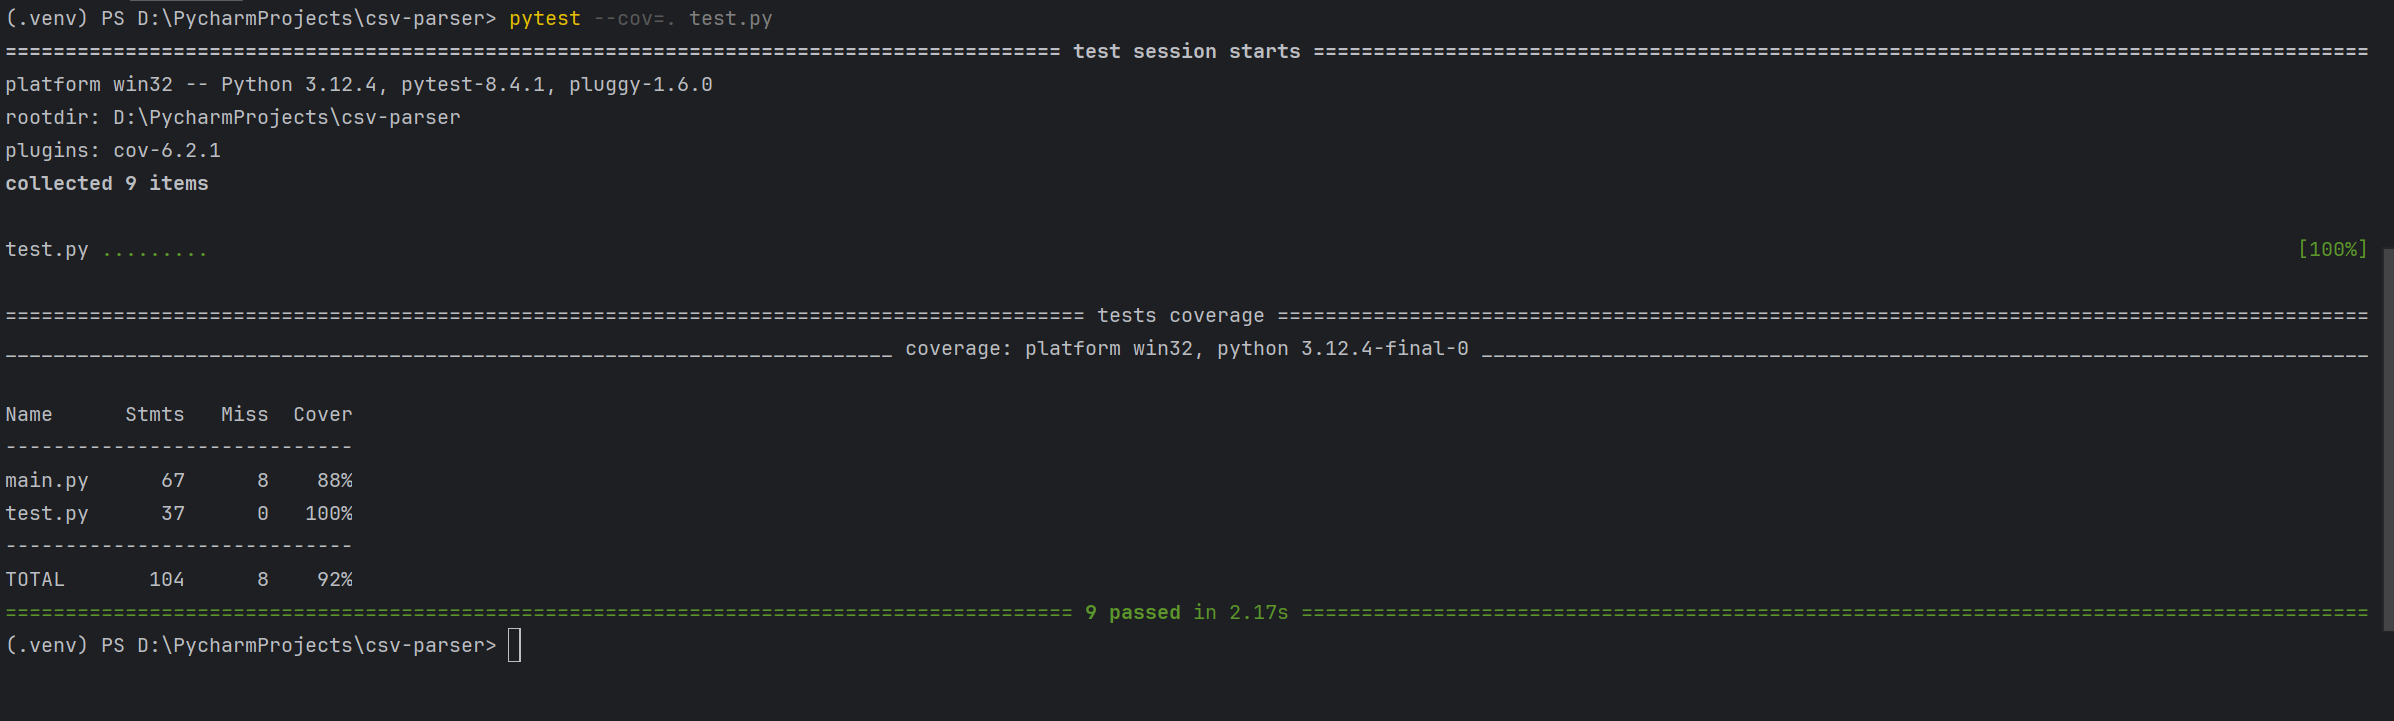 (.venv) PS D:\PycharmProjects\csv-parser> pytest --cov=. test.py
======================================================================================== test session starts ========================================================================================
platform win32 -- Python 3.12.4, pytest-8.4.1, pluggy-1.6.0
rootdir: D:\PycharmProjects\csv-parser
plugins: cov-6.2.1
collected 9 items
test.py ......... [100%]
========================================================================================== tests coverage ===========================================================================================
__________________________________________________________________________ coverage: platform win32, python 3.12.4-final-0 __________________________________________________________________________
Name      Stmts   Miss  Cover
-----------------------------
main.py      67      8    88%
test.py      37      0   100%
-----------------------------
TOTAL       104      8    92%
========================================================================================= 9 passed in 2.17s =========================================================================================
(.venv) PS D:\PycharmProjects\csv-parser>